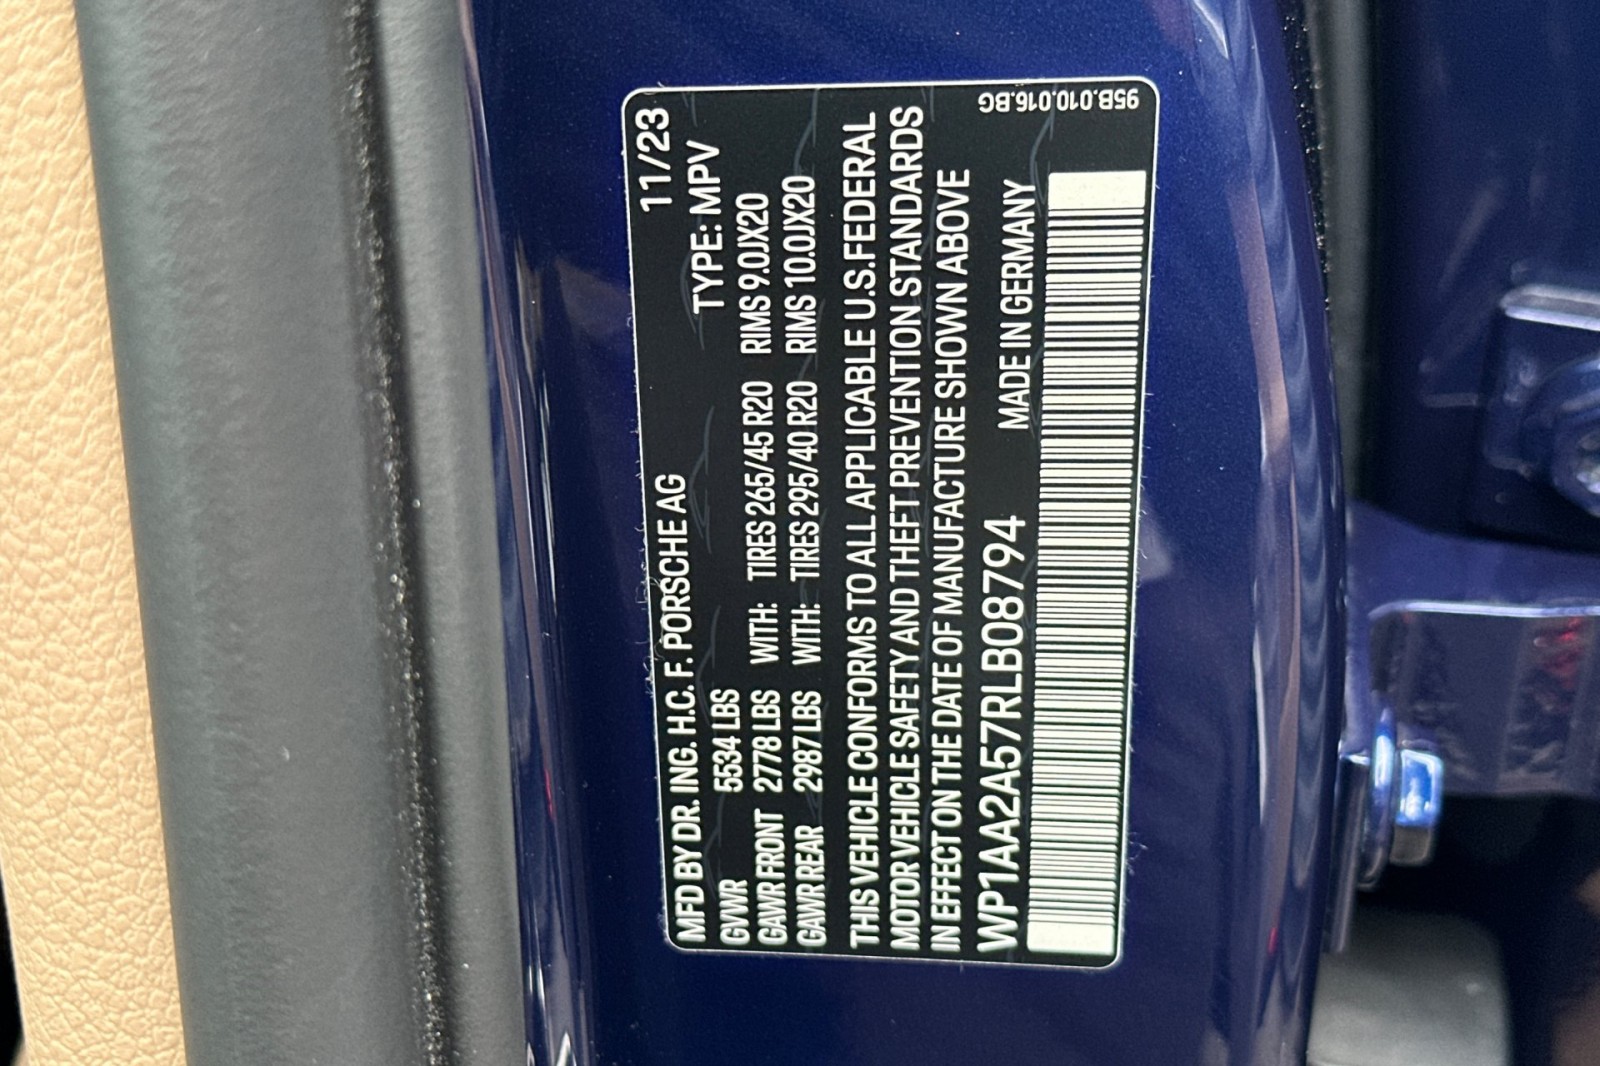 MFD BY DR. ING. H.C. F. PORSCHE AG 11/23
GVWR 5534 LBS TYPE: MPV
GAWR FRONT 2778 LBS WITH: TIRES 265/45 R20 RIMS 9.0JX20
GAWR REAR 2987 LBS WITH: TIRES 295/40 R20 RIMS 10.0JX20
THIS VEHICLE CONFORMS TO ALL APPLICABLE U.S. FEDERAL
MOTOR VEHICLE SAFETY AND THEFT PREVENTION STANDARDS
IN EFFECT ON THE DATE OF MANUFACTURE SHOWN ABOVE
WP1AA2A57RLB08794 MADE IN GERMANY
95B.010.016.BG